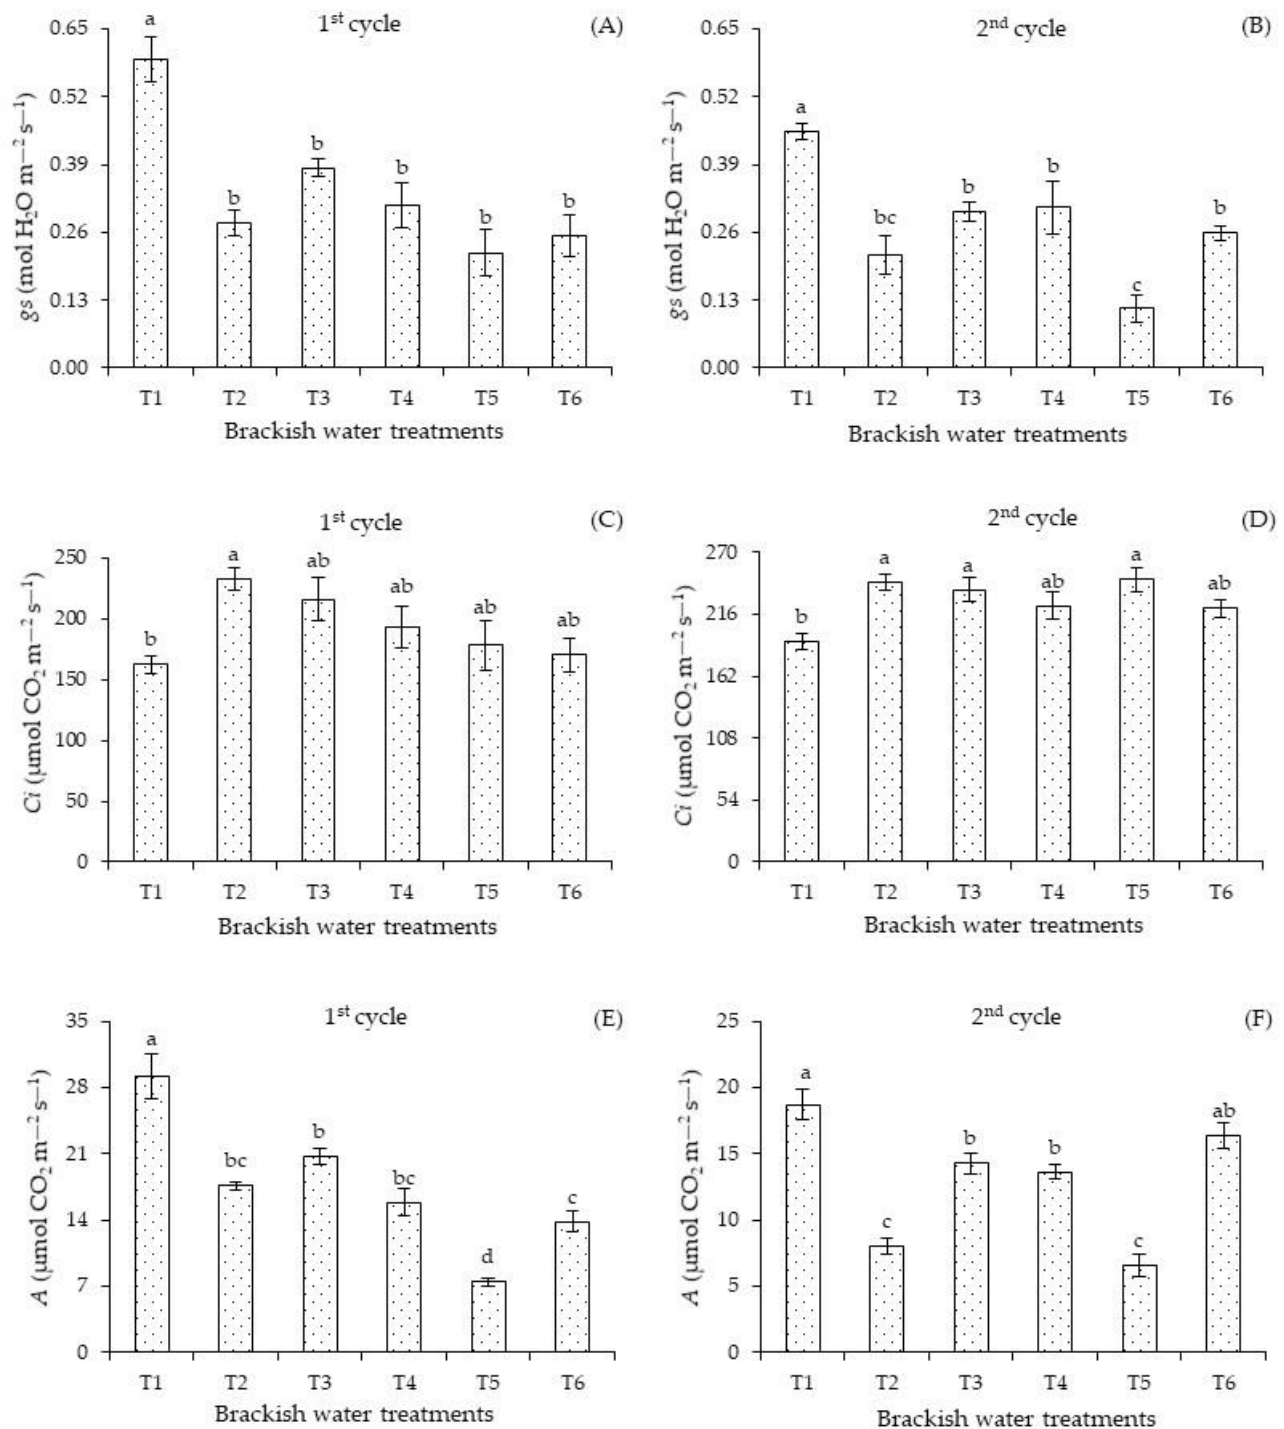 1st cycle (A)
gs (mol H₂O m—² s—¹)
0.65
0.52
0.39
0.26
0.13
0.00
a b b b b b
T1 T2 T3 T4 T5 T6
Brackish water treatments
2nd cycle (B)
gs (mol H₂O m—² s—¹)
0.65
0.52
0.39
0.26
0.13
0.00
a bc b b c b
T1 T2 T3 T4 T5 T6
Brackish water treatments
1st cycle (C)
Ci (µmol CO₂ m—² s—¹)
250
200
150
100
50
0
b a ab ab ab ab
T1 T2 T3 T4 T5 T6
Brackish water treatments
2nd cycle (D)
Ci (µmol CO₂ m—² s—¹)
270
216
162
108
54
0
b a a ab a ab
T1 T2 T3 T4 T5 T6
Brackish water treatments
1st cycle (E)
A (µmol CO₂ m—² s—¹)
35
28
21
14
7
0
a bc b bc d c
T1 T2 T3 T4 T5 T6
Brackish water treatments
2nd cycle (F)
A (µmol CO₂ m—² s—¹)
25
20
15
10
5
0
a c b b c ab
T1 T2 T3 T4 T5 T6
Brackish water treatments